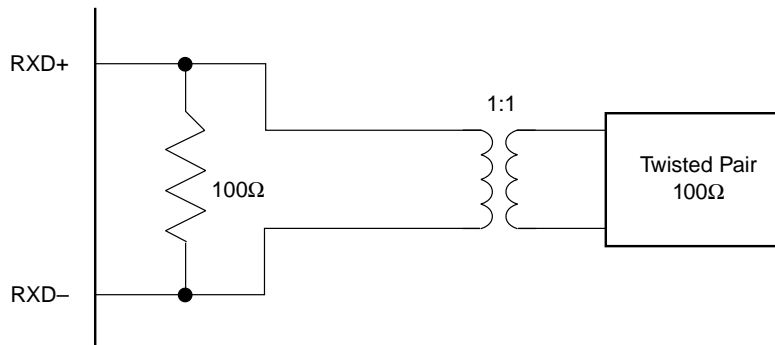 RXD+
1:1
Twisted Pair
100Ω
100Ω
RXD–